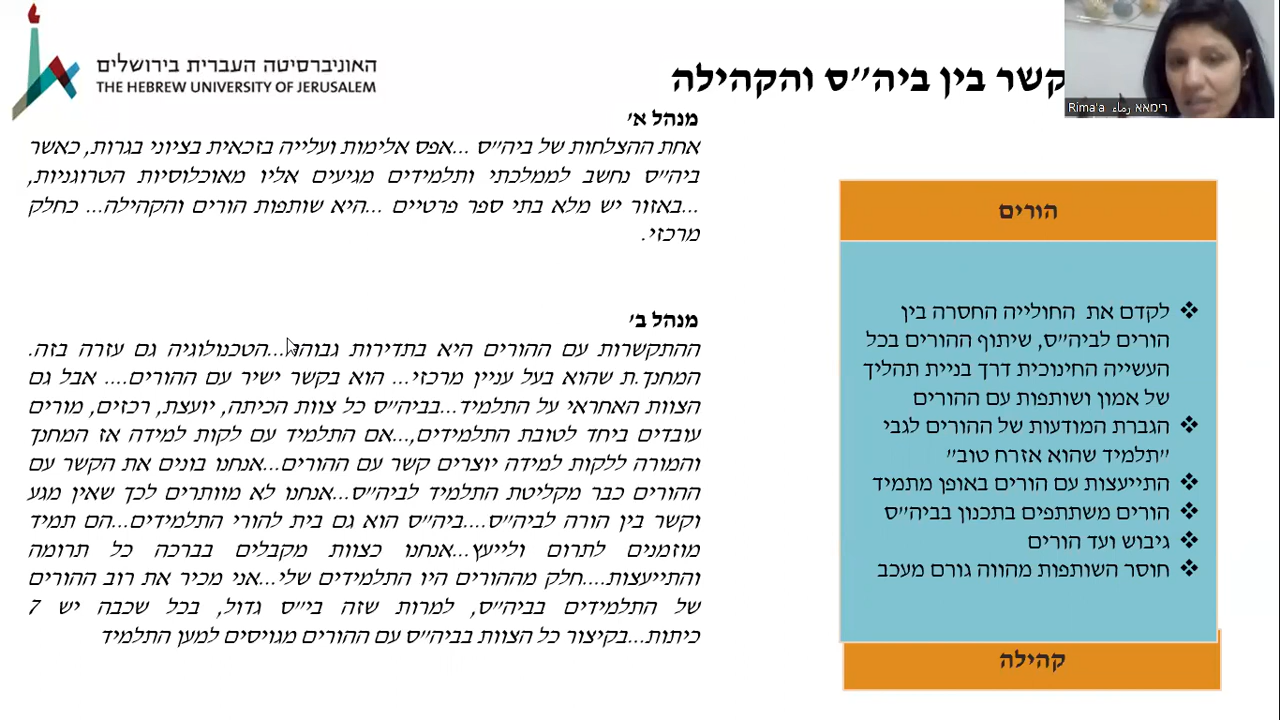 האוניברסיטה העברית בירושלים
THE HEBREW UNIVERSITY OF JERUSALEM
קשר בין ביה״ס והקהילה
Rima'a ريماء רימאא
מנהל א׳
אחת ההצלחות של ביה״ס ...אפס אלימות ועלייה בזכאית בציוני בגרות, כאשר
ביה״ס נחשב לממלכתי ותלמידים מגיעים אליו מאוכלוסיות הטרוגניות,
...באזור יש מלא בתי ספר פרטיים ...היא שותפות הורים והקהילה... כחלק
מרכזי.
מנהל ב׳
ההתקשרות עם ההורים היא בתדירות גבוהה...הטכנולוגיה גם עזרה בזה.
המחנך.ת שהוא בעל עניין מרכזי... הוא בקשר ישיר עם ההורים.... אבל גם
הצוות האחראי על התלמיד...בביה״ס כל צוות הכיתה, יועצת, רכזים, מורים
עובדים ביחד לטובת התלמידים,...אם התלמיד עם לקות למידה אז המחנך
והמורה ללקות למידה יוצרים קשר עם ההורים...אנחנו בונים את הקשר עם
ההורים כבר מקליטת התלמיד לביה״ס...אנחנו לא מוותרים לכך שאין מגע
וקשר בין הורה לביה״ס....ביה״ס הוא גם בית להורי התלמידים...הם תמיד
מוזמנים לתרום ולייעץ...אנחנו כצוות מקבלים בברכה כל תרומה
והתייעצות....חלק מההורים היו התלמידים שלי...אני מכיר את רוב ההורים
של התלמידים בביה״ס, למרות שזה בי״ס גדול, בכל שכבה יש 7
כיתות...בקיצור כל הצוות בביה״ס עם ההורים מגויסים למען התלמיד
הורים
❖ לקדם את החולייה החסרה בין
הורים לביה״ס, שיתוף ההורים בכל
העשייה החינוכית דרך בניית תהליך
של אמון ושותפות עם ההורים
❖ הגברת המודעות של ההורים לגבי
״תלמיד שהוא אזרח טוב״
❖ התייעצות עם הורים באופן מתמיד
❖ הורים משתתפים בתכנון בביה״ס
❖ גיבוש ועד הורים
❖ חוסר השותפות מהווה גורם מעכב
קהילה